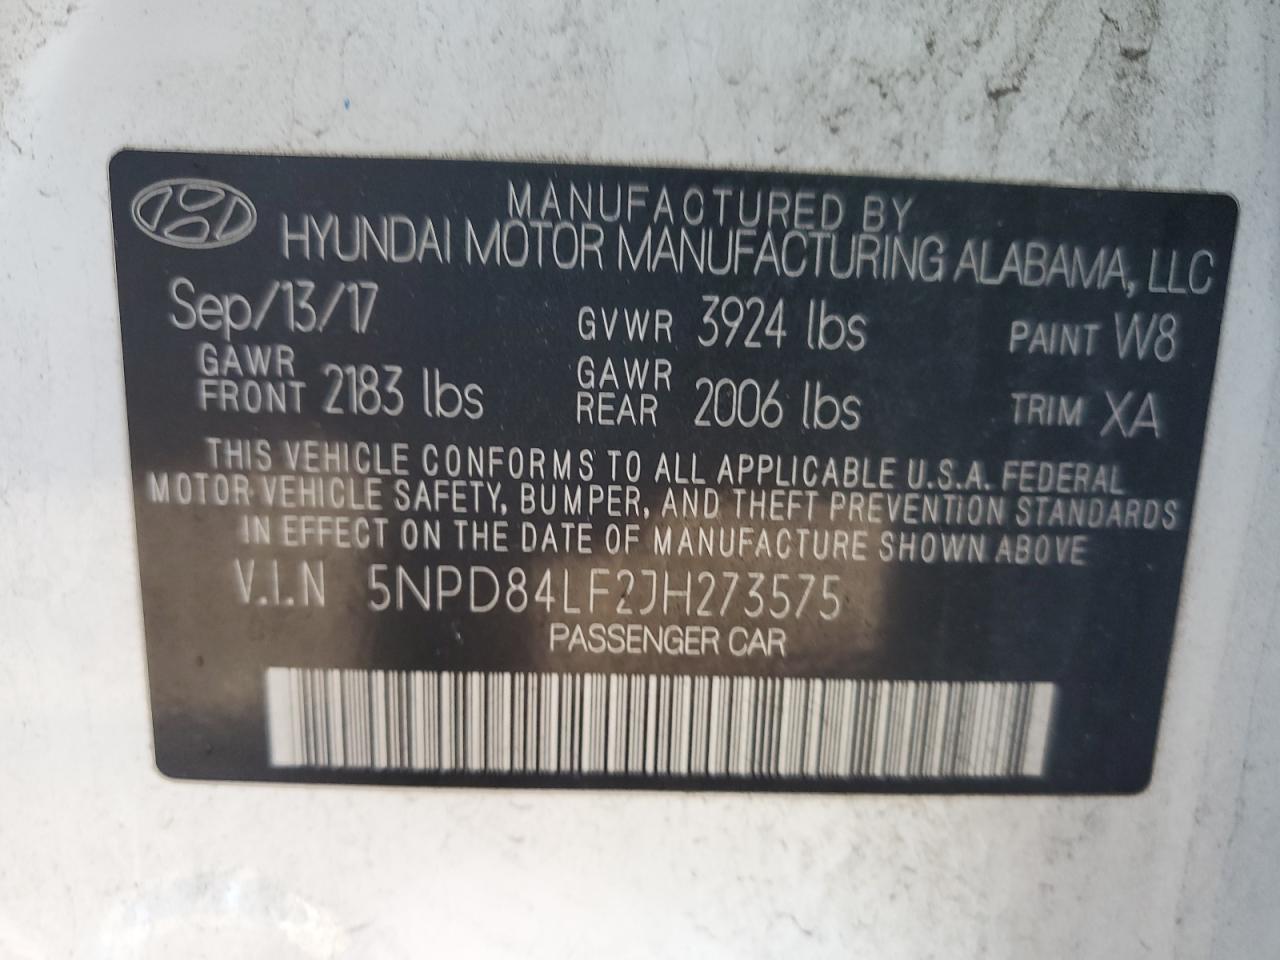 MANUFACTURED BY
HYUNDAI MOTOR MANUFACTURING ALABAMA, LLC
Sep/13/17 GVWR 3924 lbs PAINT W8
GAWR FRONT 2183 lbs GAWR REAR 2006 lbs TRIM XA
THIS VEHICLE CONFORMS TO ALL APPLICABLE U.S.A. FEDERAL
MOTOR VEHICLE SAFETY, BUMPER, AND THEFT PREVENTION STANDARDS
IN EFFECT ON THE DATE OF MANUFACTURE SHOWN ABOVE
V.I.N 5NPD84LF2JH273575
PASSENGER CAR